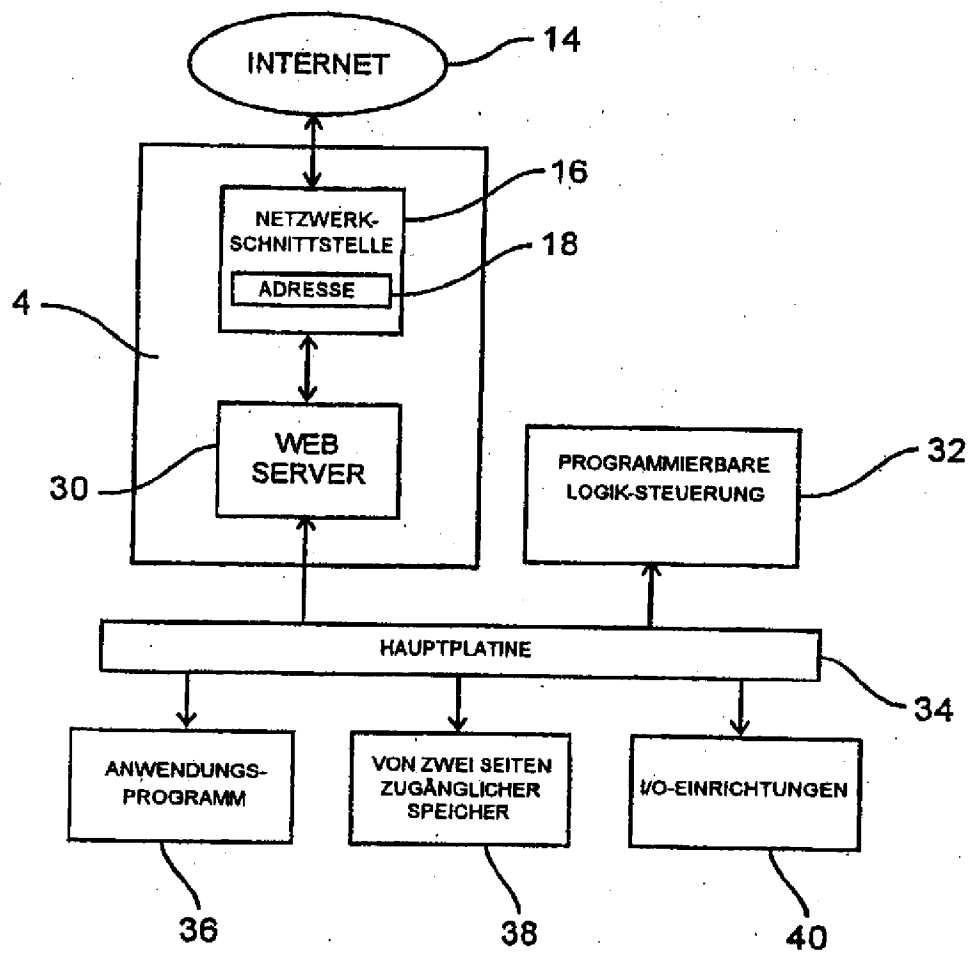 INTERNET
14
NETZWERK-
SCHNITTSTELLE
16
ADRESSE
18
4
WEB
SERVER
30
PROGRAMMIERBARE
LOGIK-STEUERUNG
32
HAUPTPLATINE
34
ANWENDUNGS-
PROGRAMM
36
VON ZWEI SEITEN
ZUGÄNGLICHER
SPEICHER
38
I/O-EINRICHTUNGEN
40